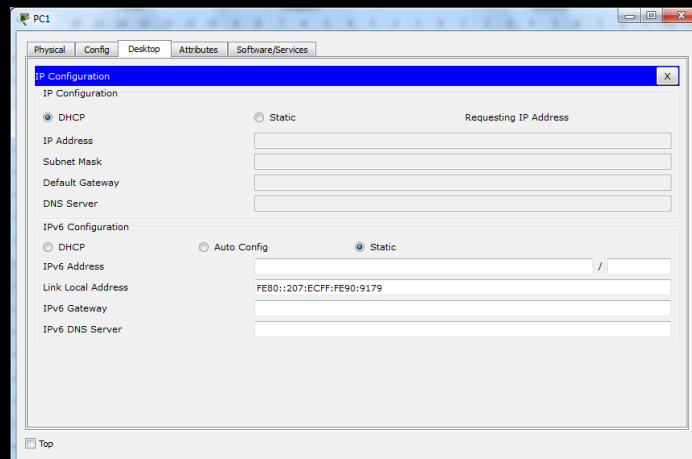 PC1
Physical Config Desktop Attributes Software/Services
IP Configuration X
IP Configuration
DHCP Static Requesting IP Address
IP Address
Subnet Mask
Default Gateway
DNS Server
IPv6 Configuration
DHCP Auto Config Static
IPv6 Address /
Link Local Address FE80::207:ECFF:FE90:9179
IPv6 Gateway
IPv6 DNS Server
Top